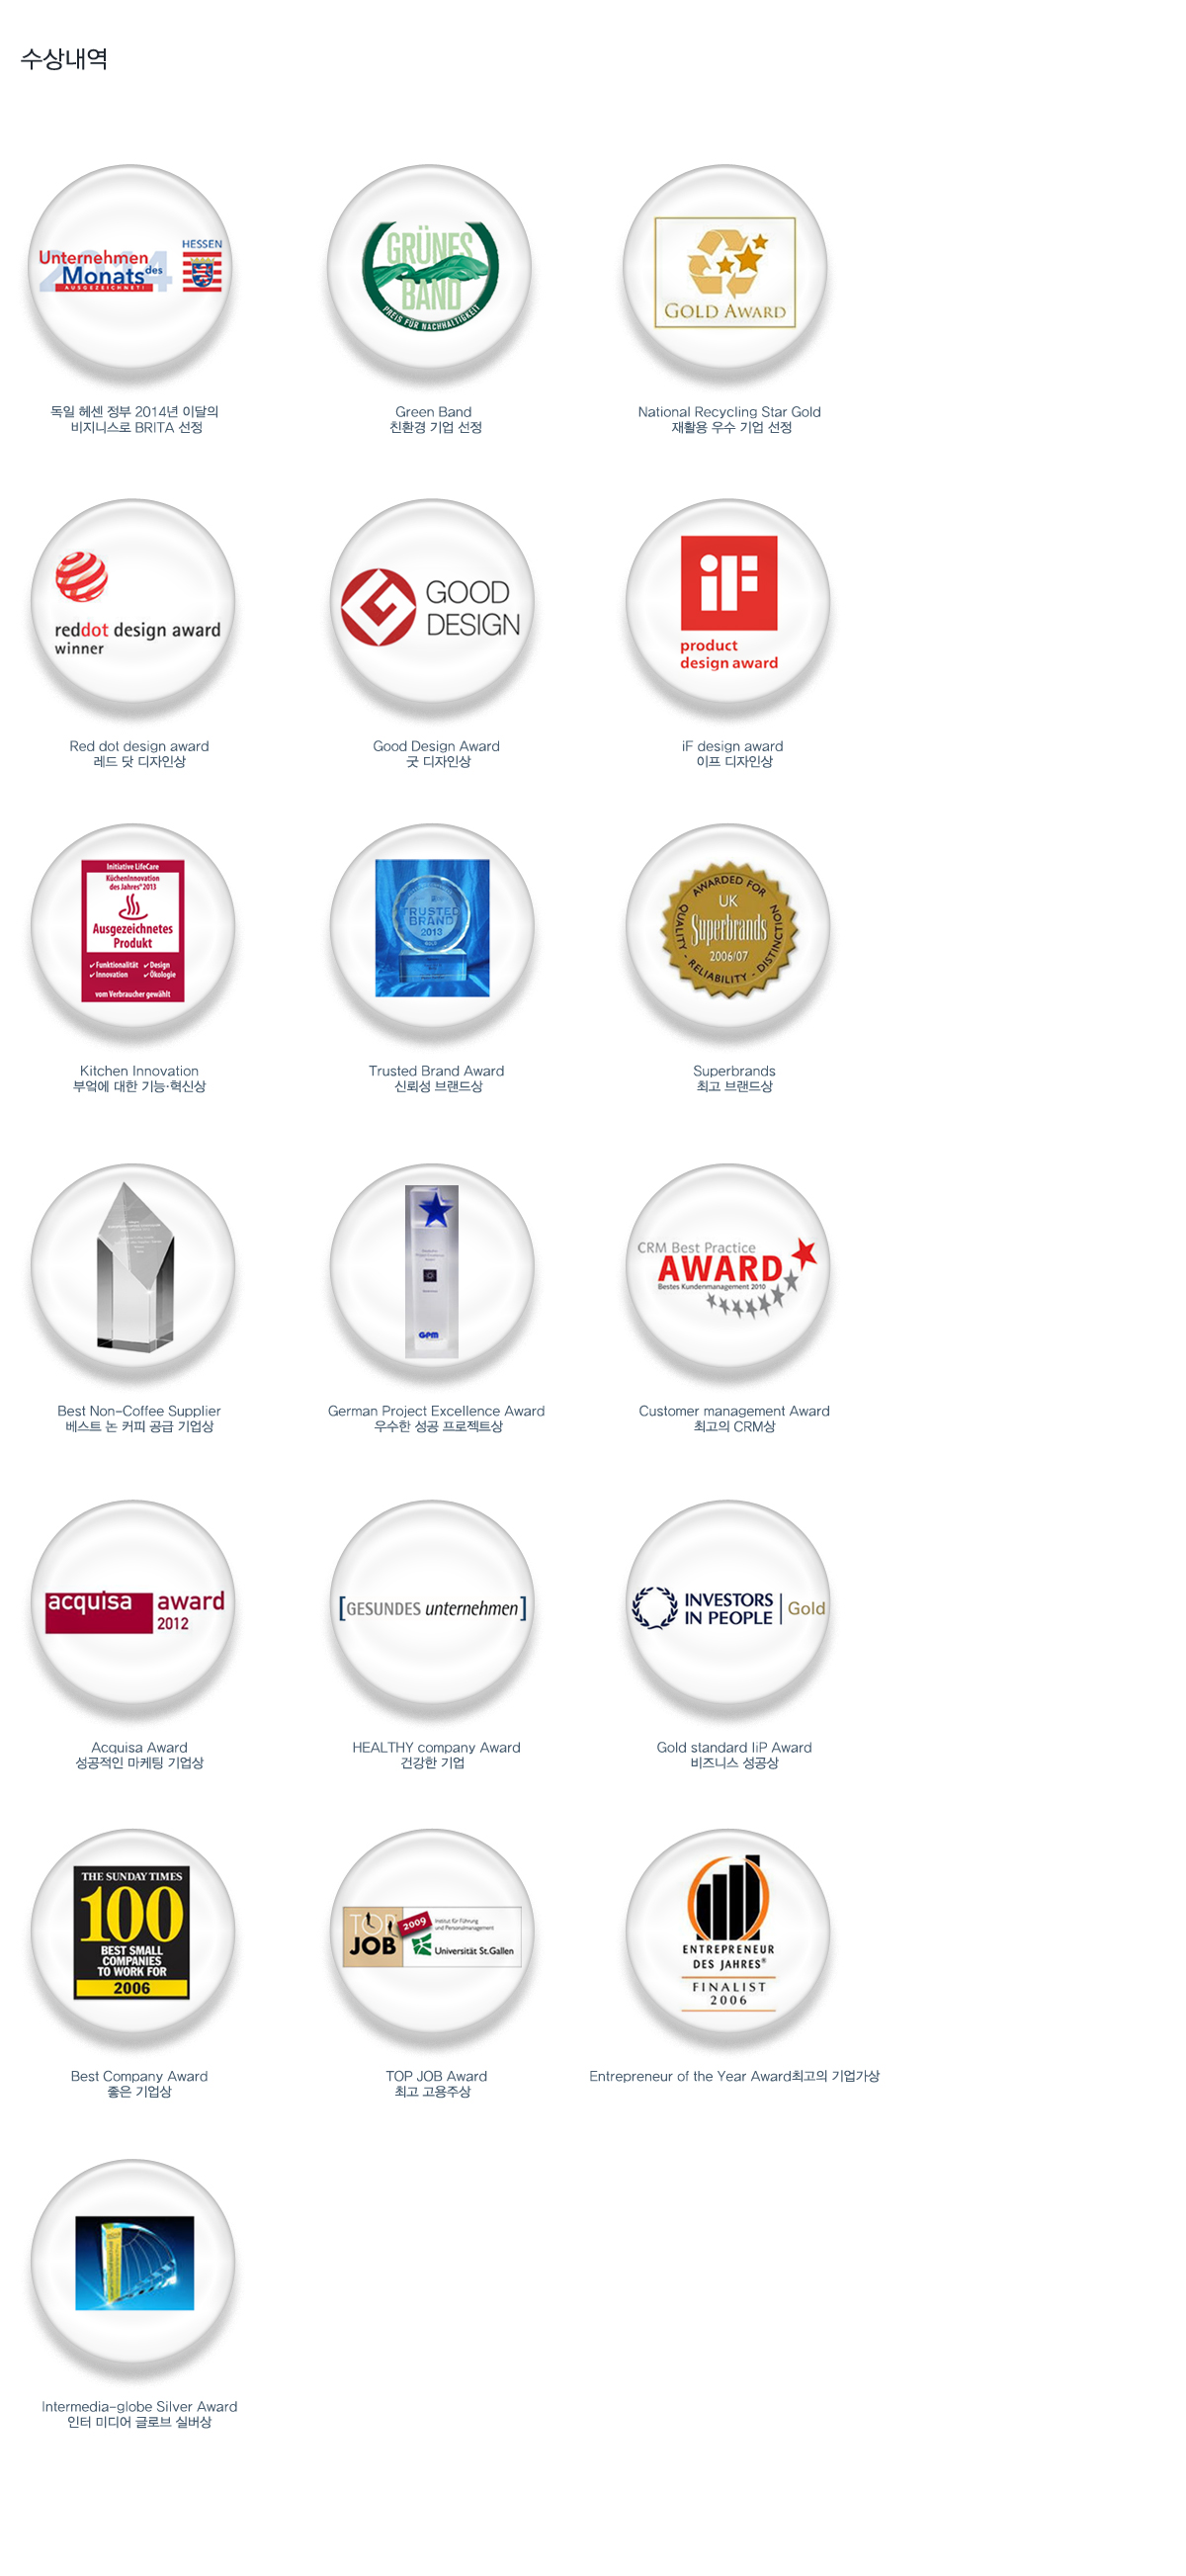 수상내역
2014
Unternehmen
des
Monats
AUSGEZEICHNET!
HESSEN
GRÜNES
BAND
PREIS FÜR NACHHALTIGKEIT
GOLD AWARD
독일 헤센 정부 2014년 이달의
비지니스로 BRITA 선정
Green Band
친환경 기업 선정
National Recycling Star Gold
재활용 우수 기업 선정
reddot design award
winner
GOOD
DESIGN
iF
product
design award
Red dot design award
레드 닷 디자인상
Good Design Award
굿 디자인상
iF design award
이프 디자인상
Initiative LifeCare
KüchenInnovation
des Jahres® 2013
Ausgezeichnetes
Produkt
✓ Funktionalität ✓ Design
✓ Innovation ✓ Ökologie
vom Verbraucher gewählt
TRUSTED
BRAND
2013
AWARDED FOR
UK
Superbrands
2006/07
QUALITY - RELIABILITY - DISTINCTION
Kitchen Innovation
부엌에 대한 기능·혁신상
Trusted Brand Award
신뢰성 브랜드상
Superbrands
최고 브랜드상
GPM
CRM Best Practice
AWARD
Bestes Kundenmanagement 2010
Best Non-Coffee Supplier
베스트 논 커피 공급 기업상
German Project Excellence Award
우수한 성공 프로젝트상
Customer management Award
최고의 CRM상
acquisa award
2012
[GESUNDES unternehmen]
INVESTORS
IN PEOPLE
Gold
Acquisa Award
성공적인 마케팅 기업상
HEALTHY company Award
건강한 기업
Gold standard IiP Award
비즈니스 성공상
THE SUNDAY TIMES
100
BEST SMALL
COMPANIES
TO WORK FOR
2006
TOP
JOB
2009
Institut für Führung
und Personalmanagement
Universität St.Gallen
ENTREPRENEUR
DES JAHRES®
FINALIST
2006
Best Company Award
좋은 기업상
TOP JOB Award
최고 고용주상
Entrepreneur of the Year Award최고의 기업가상
Intermedia-globe Silver Award
인터 미디어 글로브 실버상